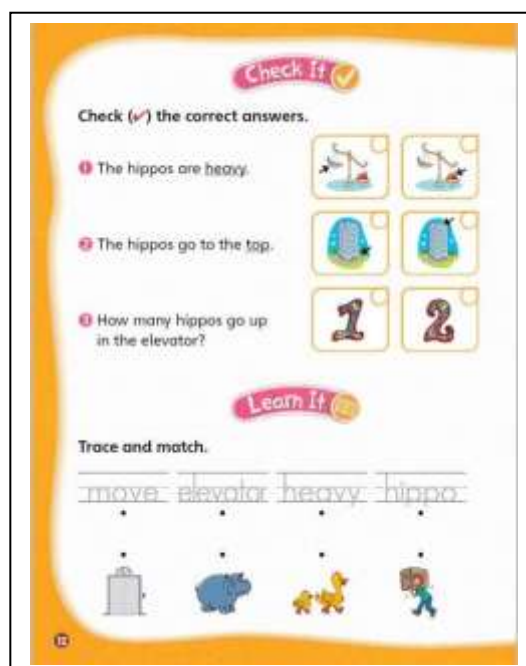 Check It
Check (✓) the correct answers.
1 The hippos are heavy.
2 The hippos go to the top.
3 How many hippos go up
in the elevator?
1 2
Learn It
Trace and match.
move elevator heavy hippo
12